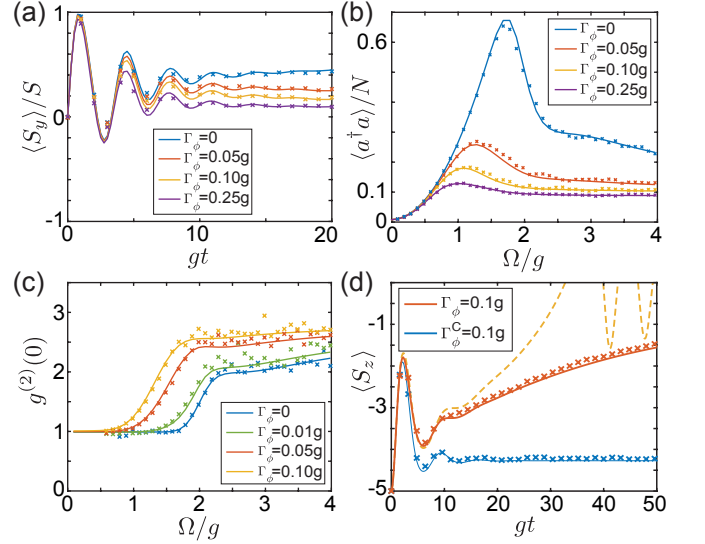 (a)
⟨S_y⟩/S
1
0
-1
Γ_ϕ=0
Γ_ϕ=0.05g
Γ_ϕ=0.10g
Γ_ϕ=0.25g
0 5 10 15 20
gt
(b)
⟨a†a⟩/N
0.6
0.1
0
Γ_ϕ=0
Γ_ϕ=0.05g
Γ_ϕ=0.10g
Γ_ϕ=0.25g
0 1 2 3 4
Ω/g
(c)
g⁽²⁾(0)
3
2
1
0
Γ_ϕ=0
Γ_ϕ=0.01g
Γ_ϕ=0.05g
Γ_ϕ=0.10g
0 1 2 3 4
Ω/g
(d)
⟨S_z⟩
-1
-3
-5
Γ_ϕ=0.1g
Γ_ϕ^C=0.1g
0 10 20 30 40 50
gt